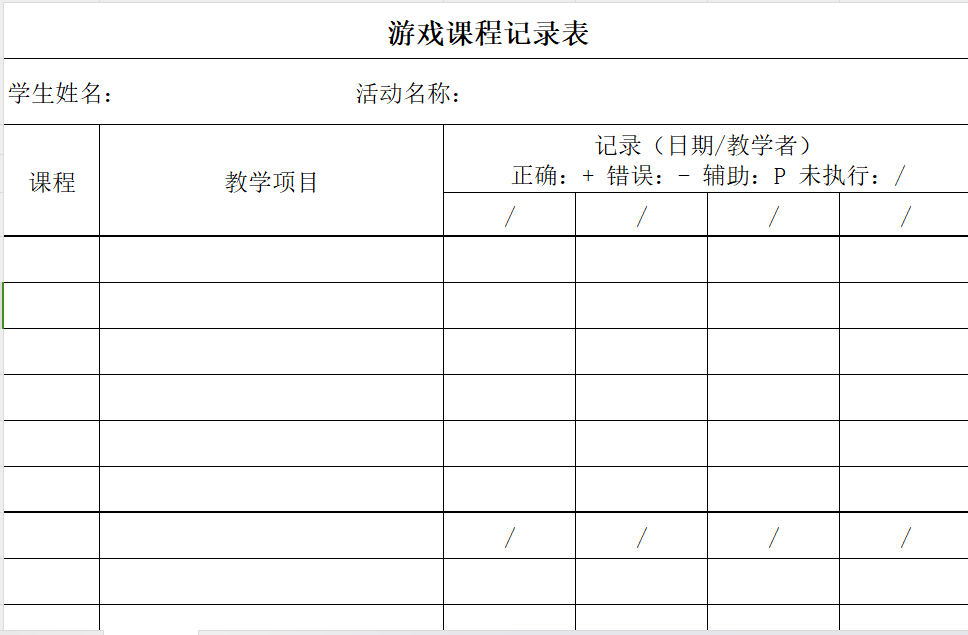 游戏课程记录表
学生姓名： 活动名称：
课程 教学项目 记录（日期/教学者）
正确：+ 错误：- 辅助：P 未执行：/
/ / / /
/ / / /